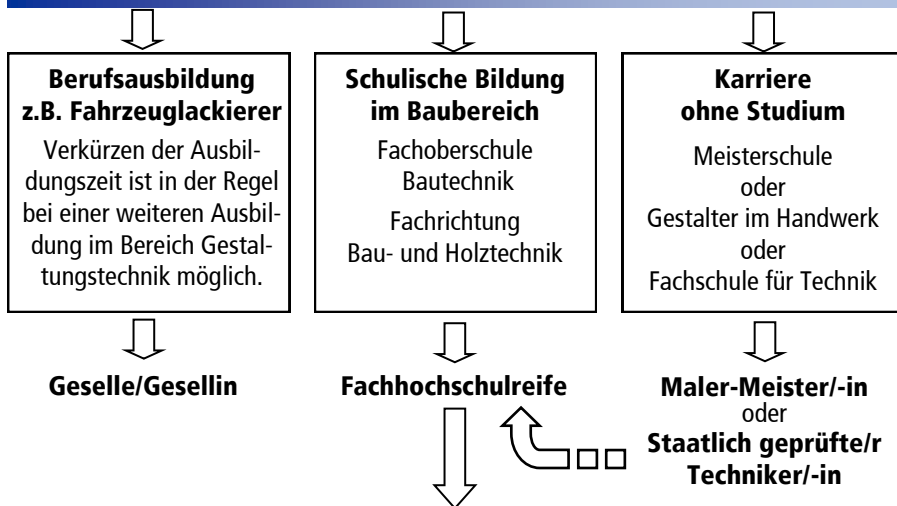 Berufsausbildung
z.B. Fahrzeuglackierer
Verkürzen der Ausbil-
dungszeit ist in der Regel
bei einer weiteren Ausbil-
dung im Bereich Gestal-
tungstechnik möglich.
Geselle/Gesellin
Schulische Bildung
im Baubereich
Fachoberschule
Bautechnik
Fachrichtung
Bau- und Holztechnik
Fachhochschulreife
Karriere
ohne Studium
Meisterschule
oder
Gestalter im Handwerk
oder
Fachschule für Technik
Maler-Meister/-in
oder
Staatlich geprüfte/r
Techniker/-in